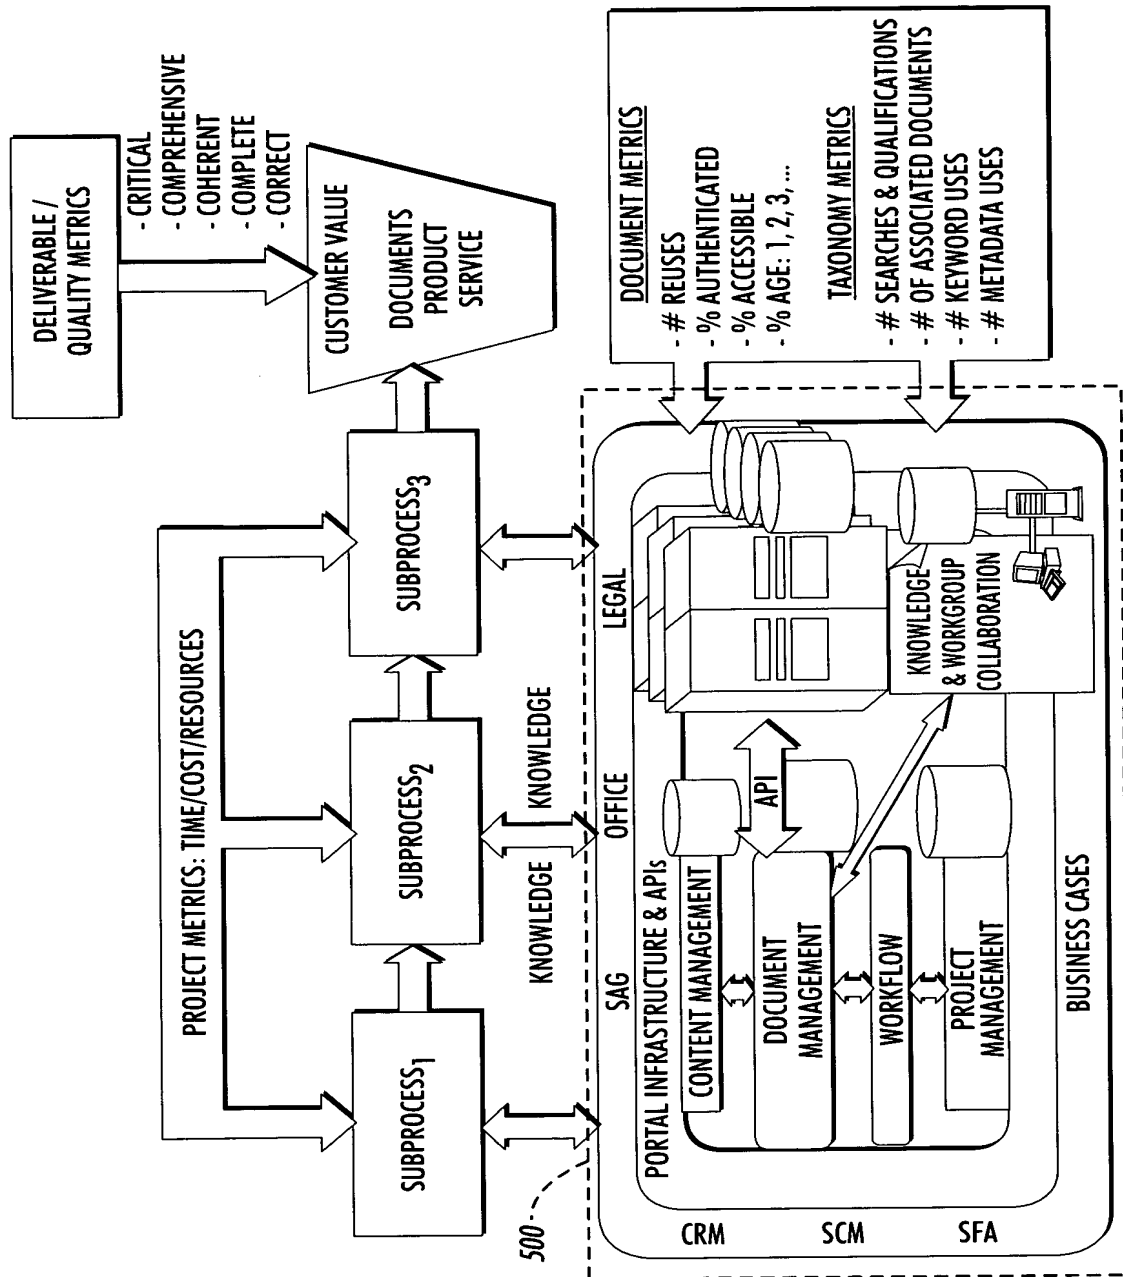 DELIVERABLE /
QUALITY METRICS
- CRITICAL
- COMPREHENSIVE
- COHERENT
- COMPLETE
- CORRECT
PROJECT METRICS: TIME/COST/RESOURCES
SUBPROCESS1
SUBPROCESS2
SUBPROCESS3
CUSTOMER VALUE
DOCUMENTS
PRODUCT
SERVICE
KNOWLEDGE
KNOWLEDGE
500
SAG
OFFICE
LEGAL
PORTAL INFRASTRUCTURE & APIs
CRM
SCM
SFA
CONTENT MANAGEMENT
DOCUMENT
MANAGEMENT
API
WORKFLOW
PROJECT
MANAGEMENT
KNOWLEDGE
& WORKGROUP
COLLABORATION
BUSINESS CASES
DOCUMENT METRICS
- # REUSES
- % AUTHENTICATED
- % ACCESSIBLE
- % AGE: 1, 2, 3, ...
TAXONOMY METRICS
- # SEARCHES & QUALIFICATIONS
- # OF ASSOCIATED DOCUMENTS
- # KEYWORD USES
- # METADATA USES